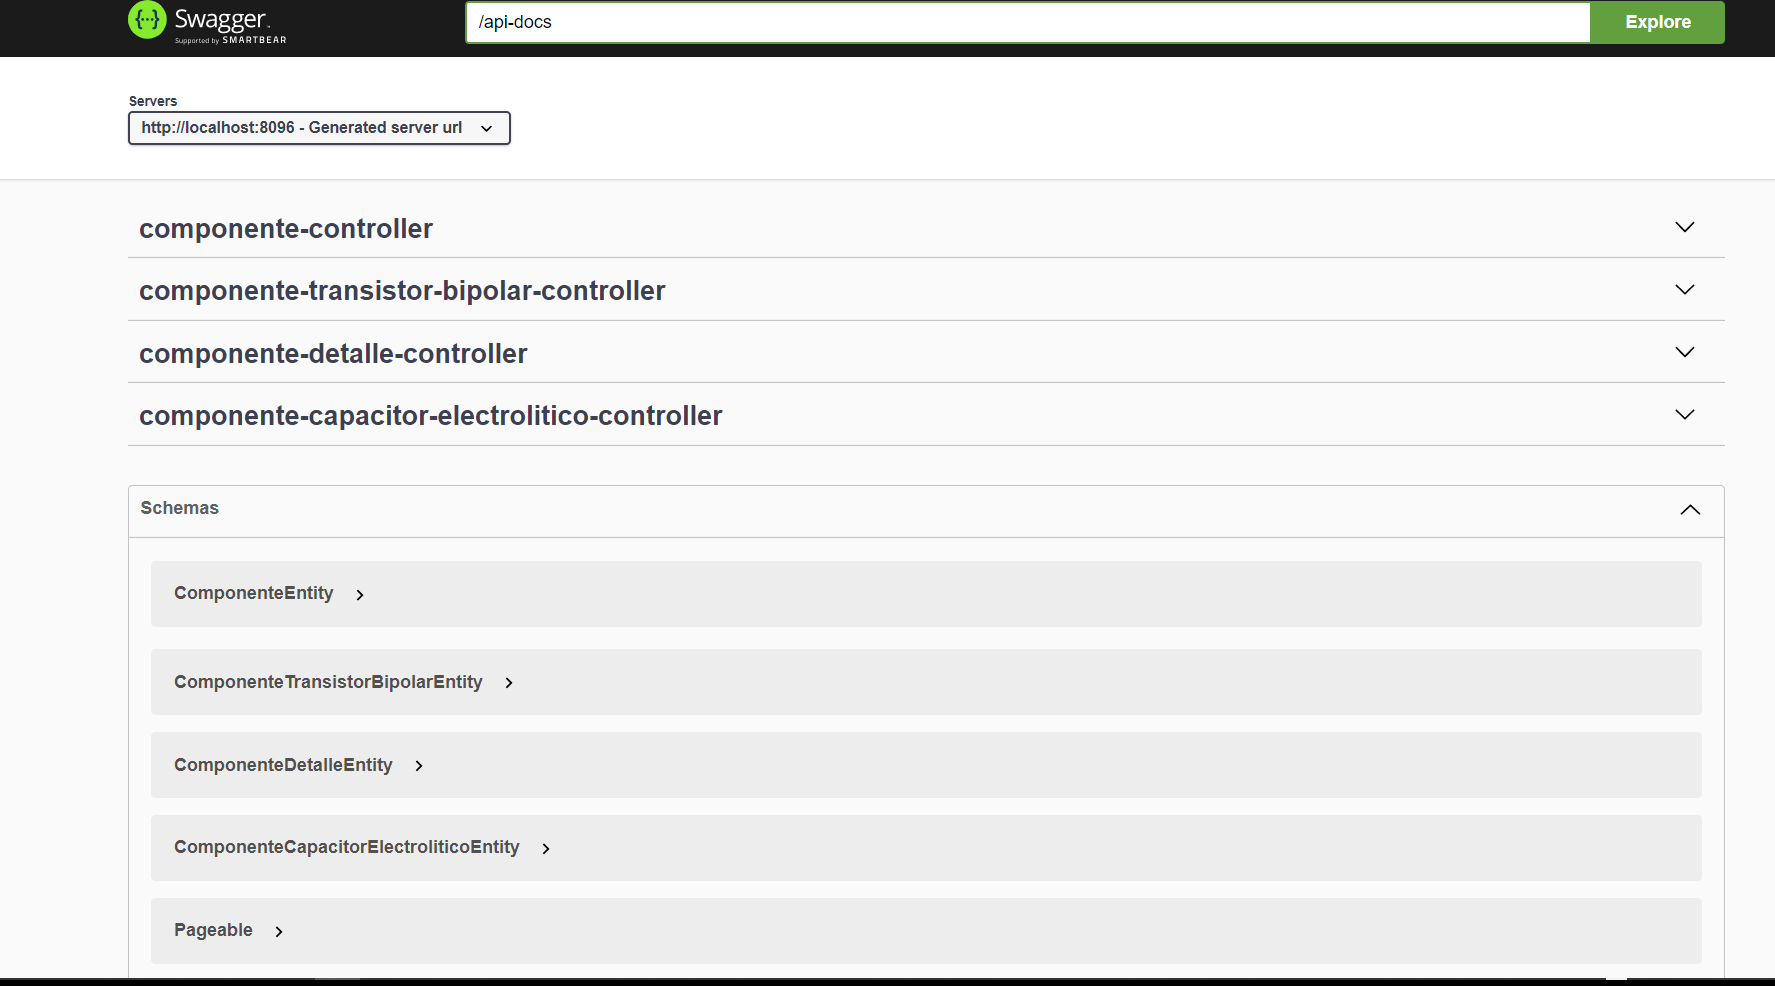 Swagger
Supported by SMARTBEAR
/api-docs
Explore
Servers
http://localhost:8096 - Generated server url
componente-controller
componente-transistor-bipolar-controller
componente-detalle-controller
componente-capacitor-electrolitico-controller
Schemas
ComponenteEntity
ComponenteTransistorBipolarEntity
ComponenteDetalleEntity
ComponenteCapacitorElectroliticoEntity
Pageable